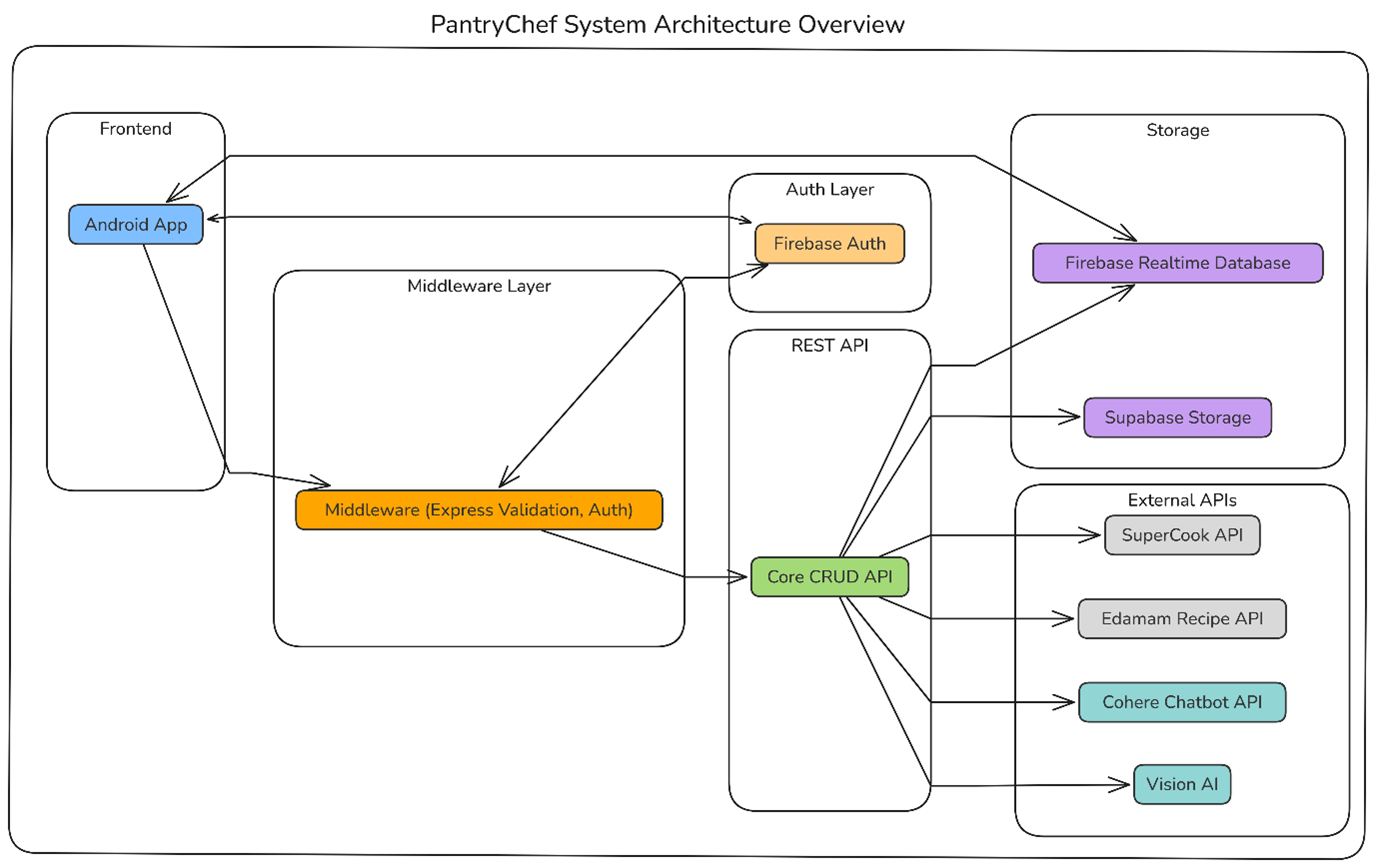 PantryChef System Architecture Overview
Frontend
Android App
Middleware Layer
Middleware (Express Validation, Auth)
Auth Layer
Firebase Auth
REST API
Core CRUD API
Storage
Firebase Realtime Database
Supabase Storage
External APIs
SuperCook API
Edamam Recipe API
Cohere Chatbot API
Vision AI